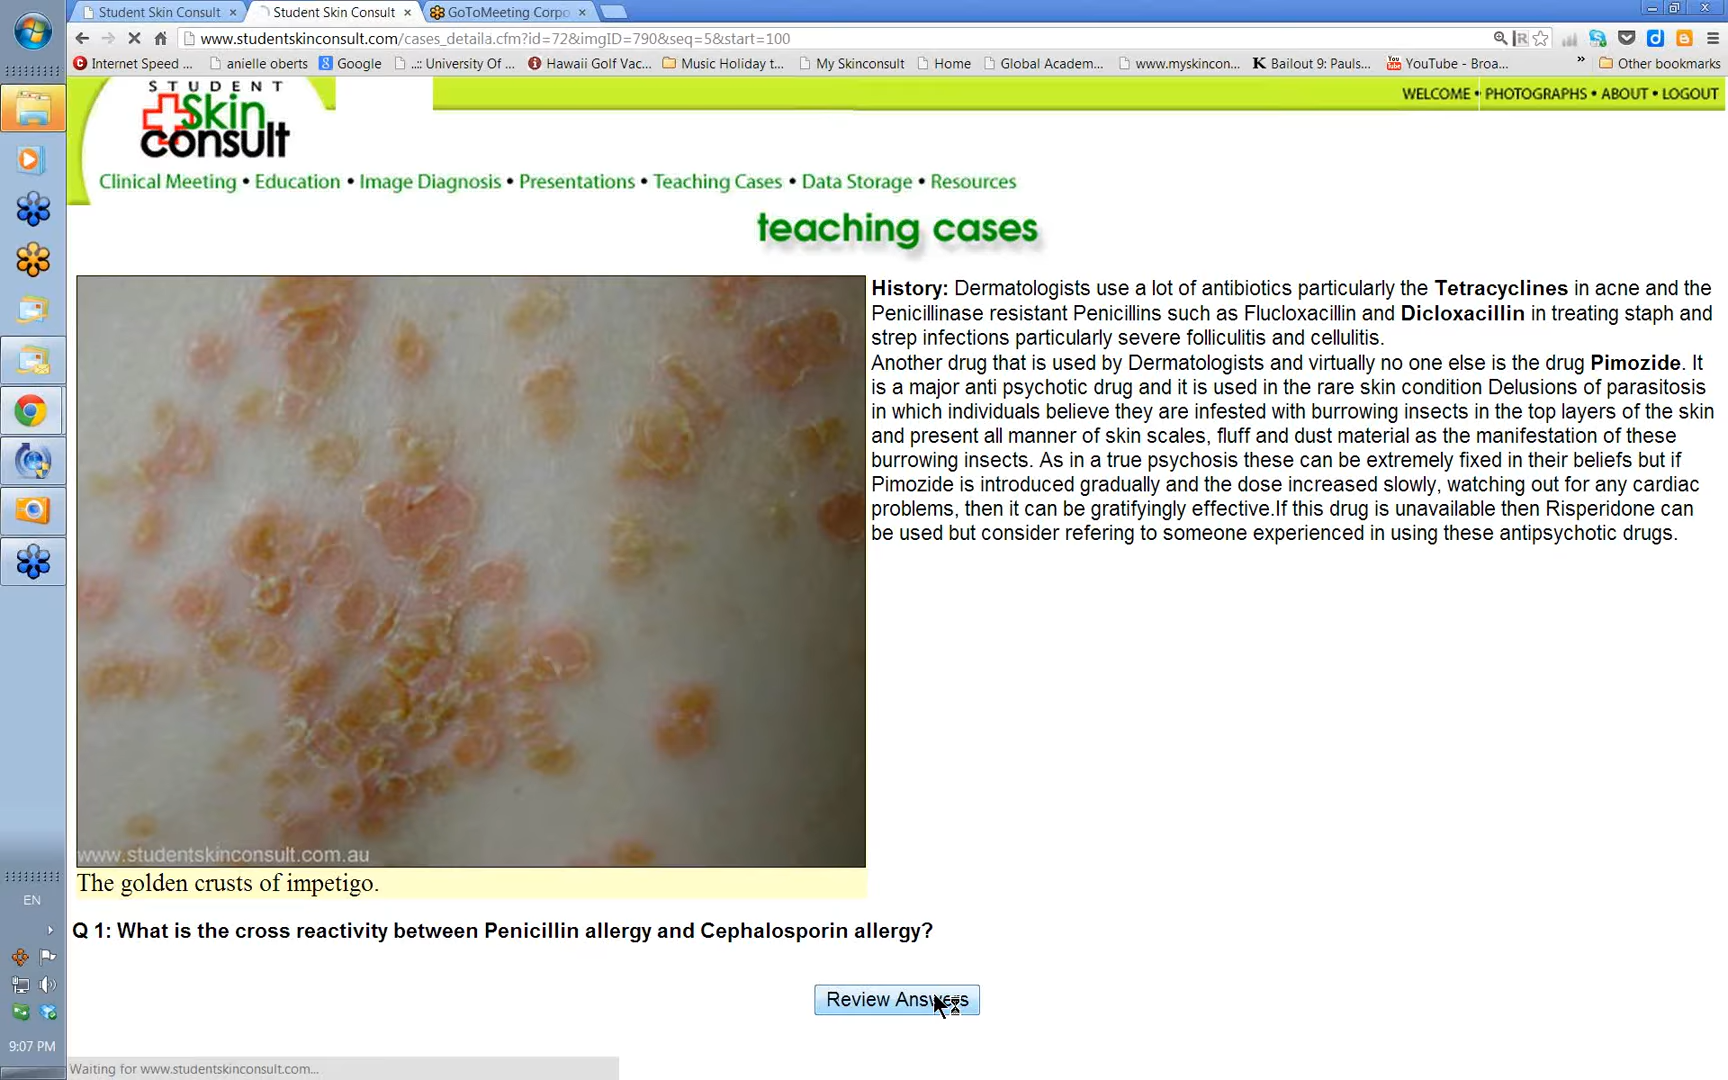 Student Skin Consult
Student Skin Consult
GoToMeeting Corpo
www.studentskinconsult.com/cases_detaila.cfm?id=72&imgID=790&seq=5&start=100
Internet Speed ...
anielle oberts
Google
..:: University Of ...
Hawaii Golf Vac...
Music Holiday t...
My Skinconsult
Home
Global Academ...
www.myskincon...
Bailout 9: Pauls...
YouTube - Broa...
»
Other bookmarks
STUDENT
Skin
consult
WELCOME • PHOTOGRAPHS • ABOUT • LOGOUT
Clinical Meeting • Education • Image Diagnosis • Presentations • Teaching Cases • Data Storage • Resources
teaching cases
History: Dermatologists use a lot of antibiotics particularly the Tetracyclines in acne and the
Penicillinase resistant Penicillins such as Flucloxacillin and Dicloxacillin in treating staph and
strep infections particularly severe folliculitis and cellulitis.
Another drug that is used by Dermatologists and virtually no one else is the drug Pimozide. It
is a major anti psychotic drug and it is used in the rare skin condition Delusions of parasitosis
in which individuals believe they are infested with burrowing insects in the top layers of the skin
and present all manner of skin scales, fluff and dust material as the manifestation of these
burrowing insects. As in a true psychosis these can be extremely fixed in their beliefs but if
Pimozide is introduced gradually and the dose increased slowly, watching out for any cardiac
problems, then it can be gratifyingly effective.If this drug is unavailable then Risperidone can
be used but consider refering to someone experienced in using these antipsychotic drugs.
www.studentskinconsult.com.au
The golden crusts of impetigo.
Q 1: What is the cross reactivity between Penicillin allergy and Cephalosporin allergy?
Review Answers
EN
9:07 PM
Waiting for www.studentskinconsult.com...